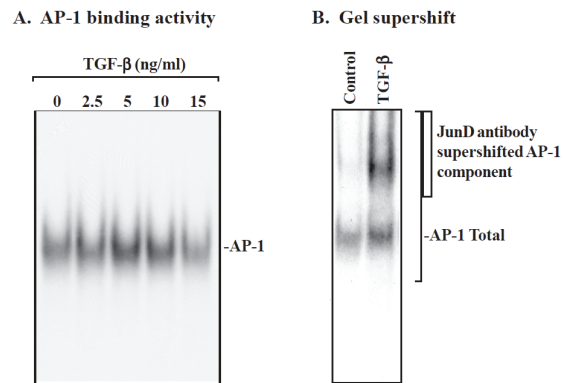 A. AP-1 binding activity
TGF-β (ng/ml)
0 2.5 5 10 15
-AP-1
B. Gel supershift
Control
TGF-β
JunD antibody
supershifted AP-1
component
-AP-1 Total